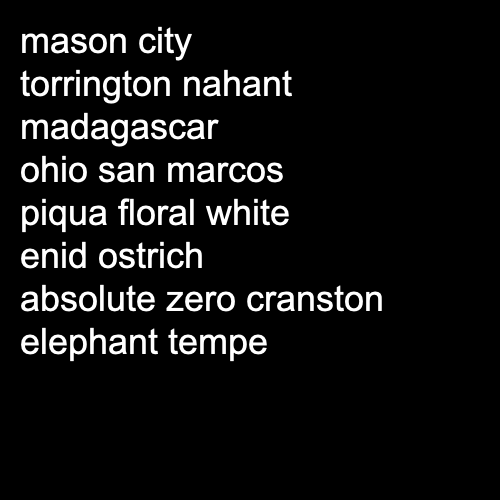 mason city
torrington nahant
madagascar
ohio san marcos
piqua floral white
enid ostrich
absolute zero cranston
elephant tempe